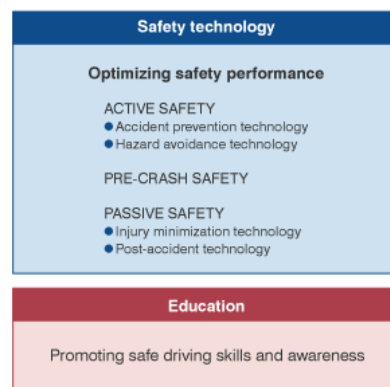 Safety technology
Optimizing safety performance
ACTIVE SAFETY
● Accident prevention technology
● Hazard avoidance technology
PRE-CRASH SAFETY
PASSIVE SAFETY
● Injury minimization technology
● Post-accident technology
Education
Promoting safe driving skills and awareness